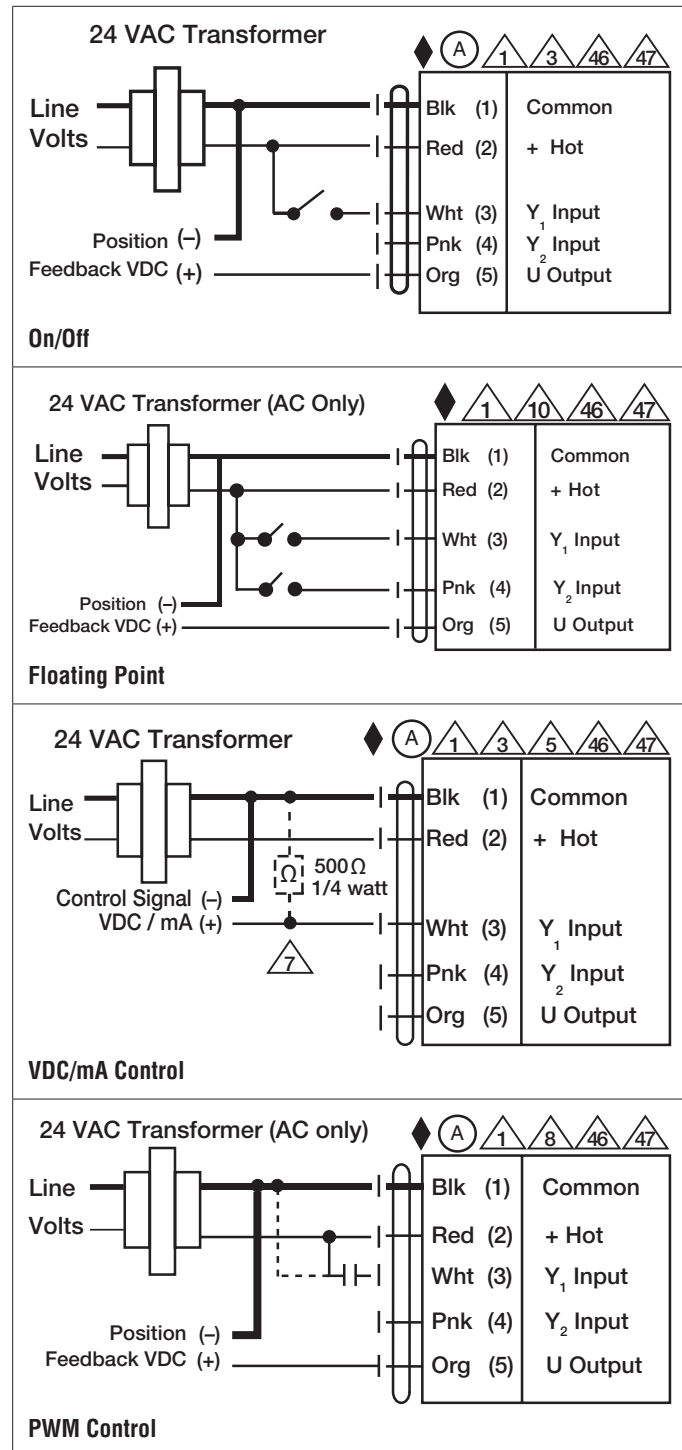 24 VAC Transformer
A 1 3 46 47
Line Volts
Blk (1) Common
Red (2) + Hot
Wht (3) Y1 Input
Position (–)
Pnk (4) Y2 Input
Feedback VDC (+)
Org (5) U Output
On/Off
24 VAC Transformer (AC Only)
1 10 46 47
Line Volts
Blk (1) Common
Red (2) + Hot
Wht (3) Y1 Input
Pnk (4) Y2 Input
Position (–)
Feedback VDC (+)
Org (5) U Output
Floating Point
24 VAC Transformer
A 1 3 5 46 47
Line Volts
Blk (1) Common
Red (2) + Hot
Ω 500Ω
1/4 watt
Control Signal (–)
VDC / mA (+)
Wht (3) Y1 Input
7
Pnk (4) Y2 Input
Org (5) U Output
VDC/mA Control
24 VAC Transformer (AC only)
A 1 8 46 47
Line Volts
Blk (1) Common
Red (2) + Hot
Wht (3) Y1 Input
Pnk (4) Y2 Input
Position (–)
Feedback VDC (+)
Org (5) U Output
PWM Control